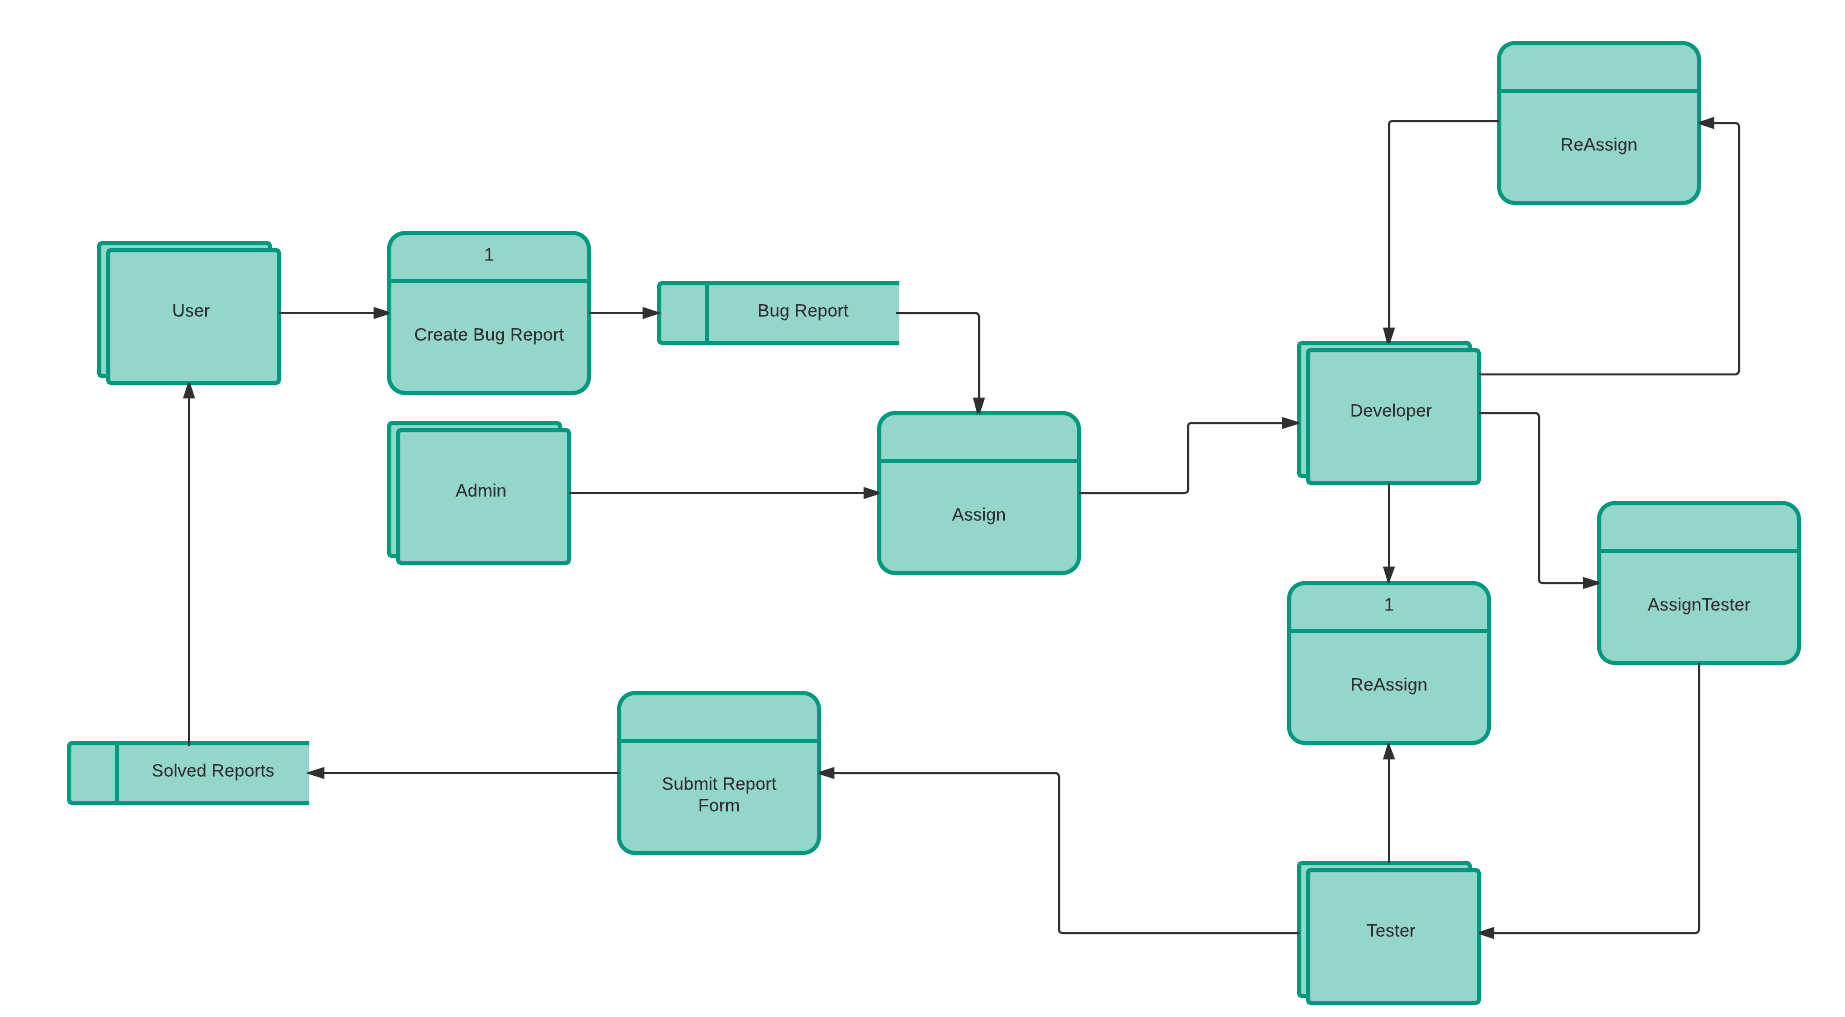 ReAssign
1
User
Create Bug Report
Bug Report
Developer
Admin
Assign
AssignTester
1
ReAssign
Solved Reports
Submit Report
Form
Tester